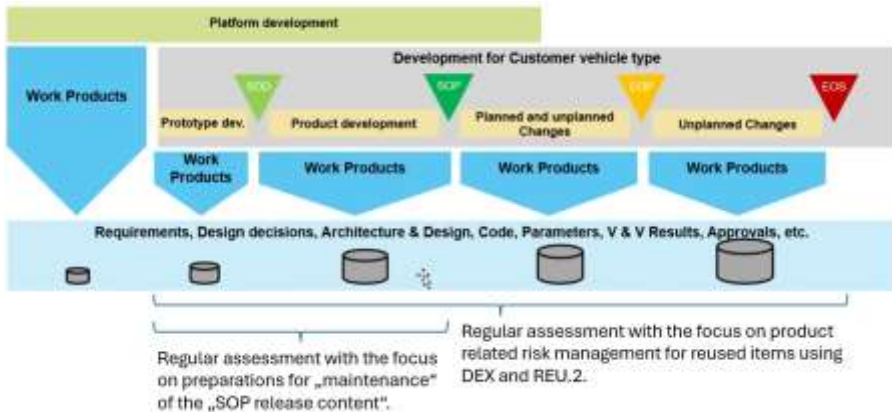 Platform development
Development for Customer vehicle type
Work Products
SOD
SOP
EOP
EOS
Prototype dev.
Product development
Planned and unplanned
Changes
Unplanned Changes
Work
Products
Work Products
Work Products
Work Products
Requirements, Design decisions, Architecture & Design, Code, Parameters, V & V Results, Approvals, etc.
Regular assessment with the focus
on preparations for „maintenance“
of the „SOP release content“.
Regular assessment with the focus on product
related risk management for reused items using
DEX and REU.2.